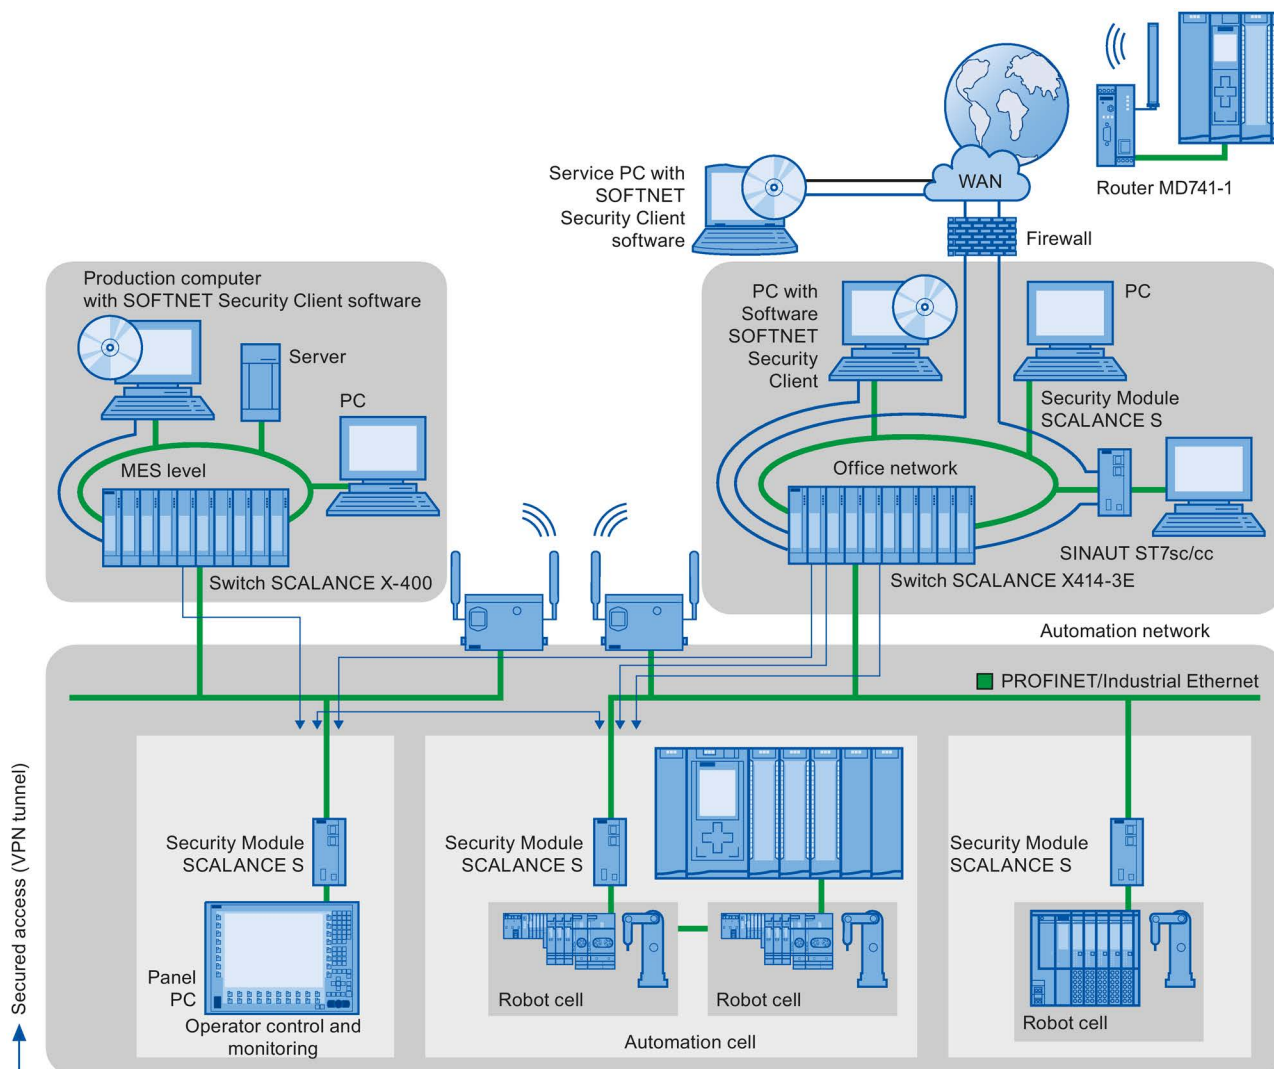 WAN
Router MD741-1
Service PC with
SOFTNET
Security Client
software
Firewall
Production computer
with SOFTNET Security Client software
Server
PC
MES level
Switch SCALANCE X-400
PC with
Software
SOFTNET
Security
Client
PC
Security Module
SCALANCE S
Office network
SINAUT ST7sc/cc
Switch SCALANCE X414-3E
Automation network
PROFINET/Industrial Ethernet
Secured access (VPN tunnel)
Security Module
SCALANCE S
Panel
PC
Operator control and
monitoring
Security Module
SCALANCE S
Robot cell
Robot cell
Automation cell
Security Module
SCALANCE S
Robot cell